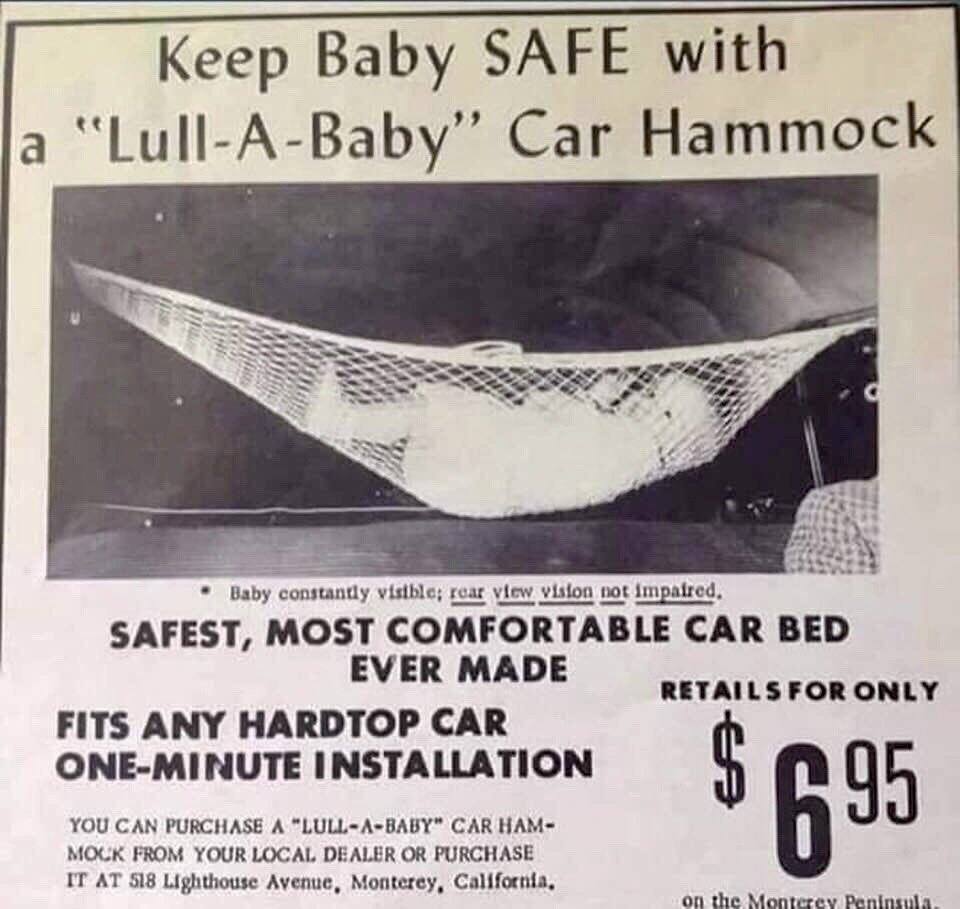 Keep Baby SAFE with
a "Lull-A-Baby" Car Hammock
• Baby constantly visible; rear view vision not impaired.
SAFEST, MOST COMFORTABLE CAR BED
EVER MADE
RETAILS FOR ONLY
FITS ANY HARDTOP CAR
ONE-MINUTE INSTALLATION
$6 95
YOU CAN PURCHASE A "LULL-A-BABY" CAR HAM-
MOCK FROM YOUR LOCAL DEALER OR PURCHASE
IT AT 518 Lighthouse Avenue, Monterey, California.
on the Monterey Peninsula.